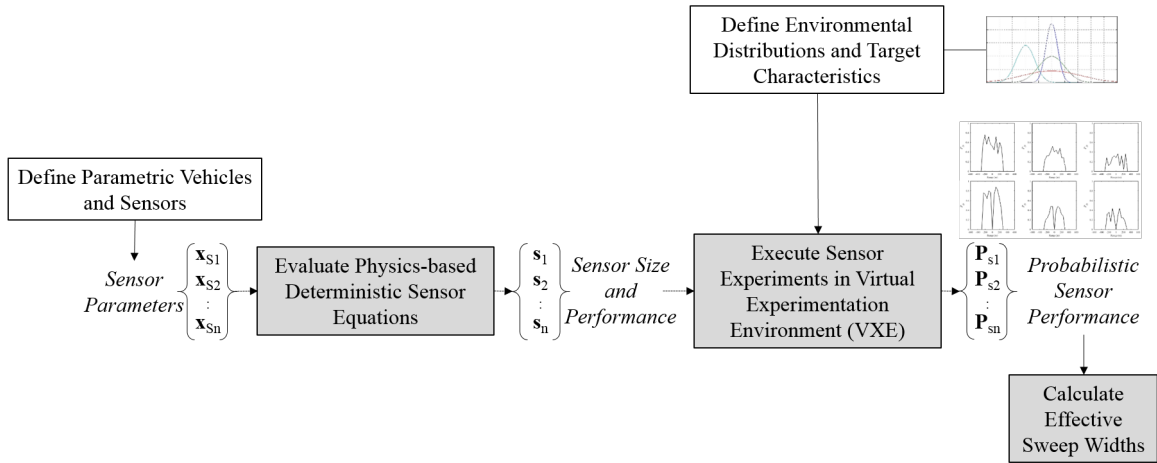 Define Environmental
Distributions and Target
Characteristics
Define Parametric Vehicles
and Sensors
Sensor
Parameters
x_S1
x_S2
:
x_Sn
Evaluate Physics-based
Deterministic Sensor
Equations
s_1
s_2
:
s_n
Sensor Size
and
Performance
Execute Sensor
Experiments in Virtual
Experimentation
Environment (VXE)
P_s1
P_s2
:
P_sn
Probabilistic
Sensor
Performance
Calculate
Effective
Sweep Widths